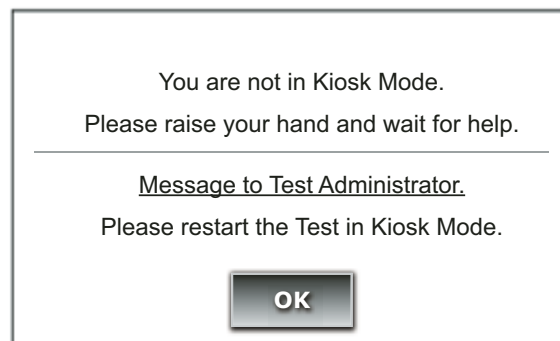 You are not in Kiosk Mode.
Please raise your hand and wait for help.
Message to Test Administrator.
Please restart the Test in Kiosk Mode.
OK